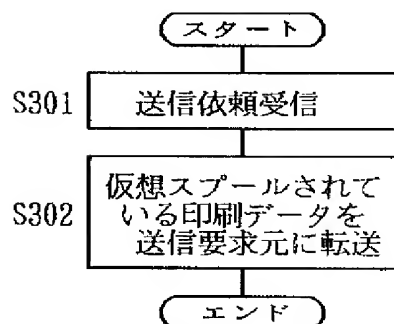 スタート
S301 送信依頼受信
S302 仮想スプールされて
いる印刷データを
送信要求元に転送
エンド